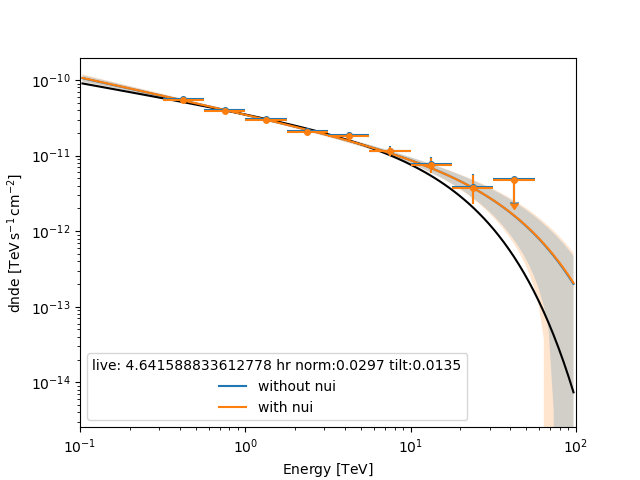 10⁻¹⁰
10⁻¹¹
10⁻¹²
10⁻¹³
10⁻¹⁴
dnde [TeV s⁻¹ cm⁻²]
live: 4.641588833612778 hr norm:0.0297 tilt:0.0135
without nui
with nui
10⁻¹ 10⁰ 10¹ 10²
Energy [TeV]